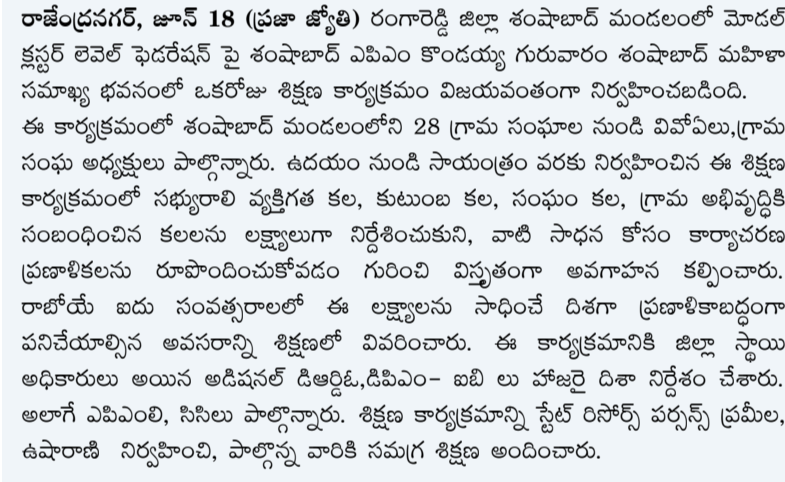 రాజేంద్రనగర్, జూన్ 18 (ప్రజా జ్యోతి) రంగారెడ్డి జిల్లా శంషాబాద్ మండలంలో మోడల్
క్లస్టర్ లెవెల్ ఫెడరేషన్ పై శంషాబాద్ ఎపిఎం కొండయ్య గురువారం శంషాబాద్ మహిళా
సమాఖ్య భవనంలో ఒకరోజు శిక్షణ కార్యక్రమం విజయవంతంగా నిర్వహించబడింది.
ఈ కార్యక్రమంలో శంషాబాద్ మండలంలోని 28 గ్రామ సంఘాల నుండి వివోఏలు,గ్రామ
సంఘ అధ్యక్షులు పాల్గొన్నారు. ఉదయం నుండి సాయంత్రం వరకు నిర్వహించిన ఈ శిక్షణ
కార్యక్రమంలో సభ్యురాలి వ్యక్తిగత కల, కుటుంబ కల, సంఘం కల, గ్రామ అభివృద్ధికి
సంబంధించిన కలలను లక్ష్యాలుగా నిర్దేశించుకుని, వాటి సాధన కోసం కార్యాచరణ
ప్రణాళికలను రూపొందించుకోవడం గురించి విస్తృతంగా అవగాహన కల్పించారు.
రాబోయే ఐదు సంవత్సరాలలో ఈ లక్ష్యాలను సాధించే దిశగా ప్రణాళికాబద్ధంగా
పనిచేయాల్సిన అవసరాన్ని శిక్షణలో వివరించారు. ఈ కార్యక్రమానికి జిల్లా స్థాయి
అధికారులు అయిన అడిషనల్ డిఆర్డిఓ,డిపిఎం- ఐబి లు హాజరై దిశా నిర్దేశం చేశారు.
అలాగే ఎపిఎంలి, సిసిలు పాల్గొన్నారు. శిక్షణ కార్యక్రమాన్ని స్టేట్ రిసోర్స్ పర్సన్స్ ప్రమీల,
ఉషారాణి నిర్వహించి, పాల్గొన్న వారికి సమగ్ర శిక్షణ అందించారు.